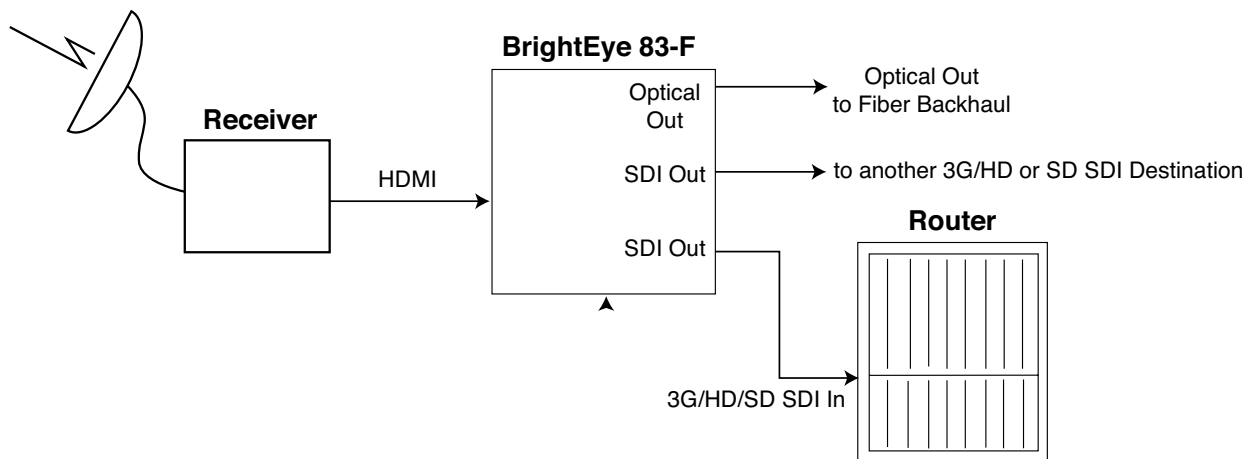 BrightEye 83-F
Optical
Out
Optical Out
to Fiber Backhaul
Receiver
HDMI
SDI Out
to another 3G/HD or SD SDI Destination
SDI Out
Router
3G/HD/SD SDI In